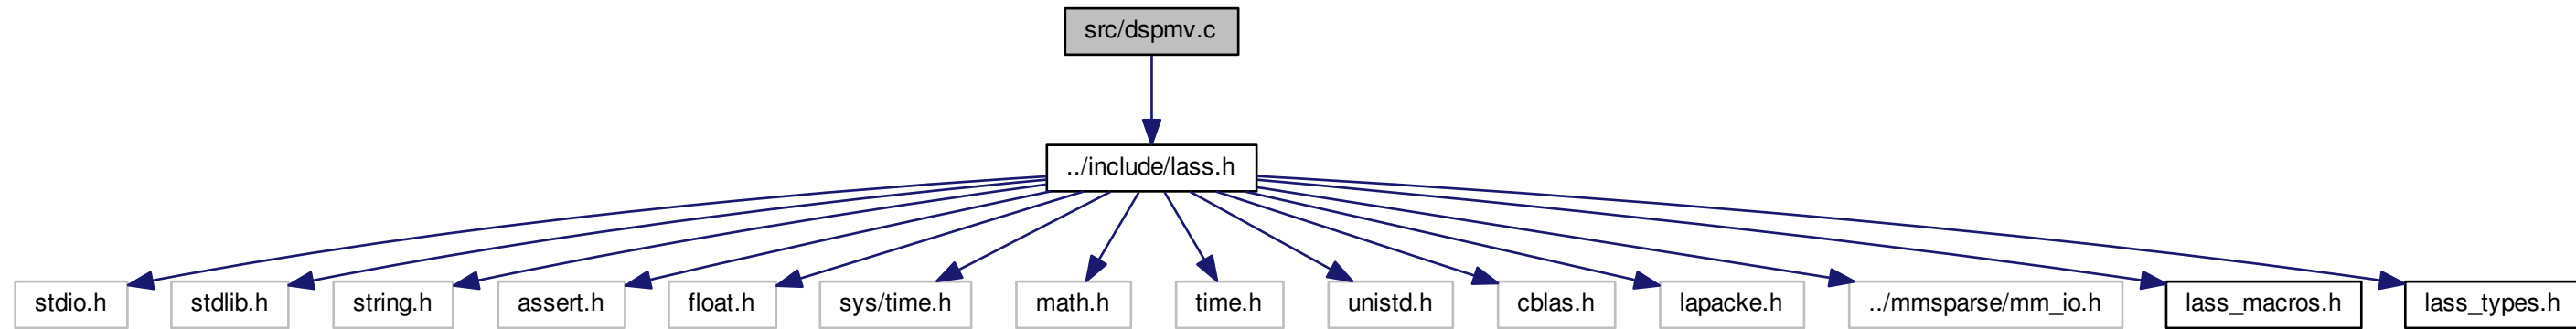 src/dspmv.c
../include/lass.h
stdio.h
stdlib.h
string.h
assert.h
float.h
sys/time.h
math.h
time.h
unistd.h
cblas.h
lapacke.h
../mmsparse/mm_io.h
lass_macros.h
lass_types.h